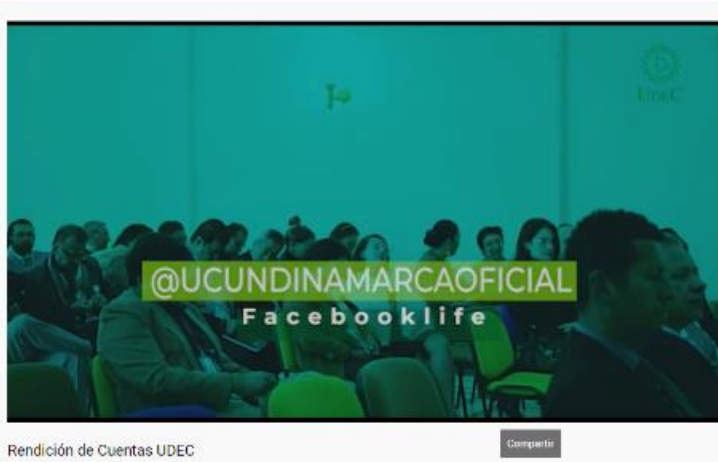 UDEC
@UCUNDINAMARCAOFICIAL
Facebooklife
Rendición de Cuentas UDEC
Compartir